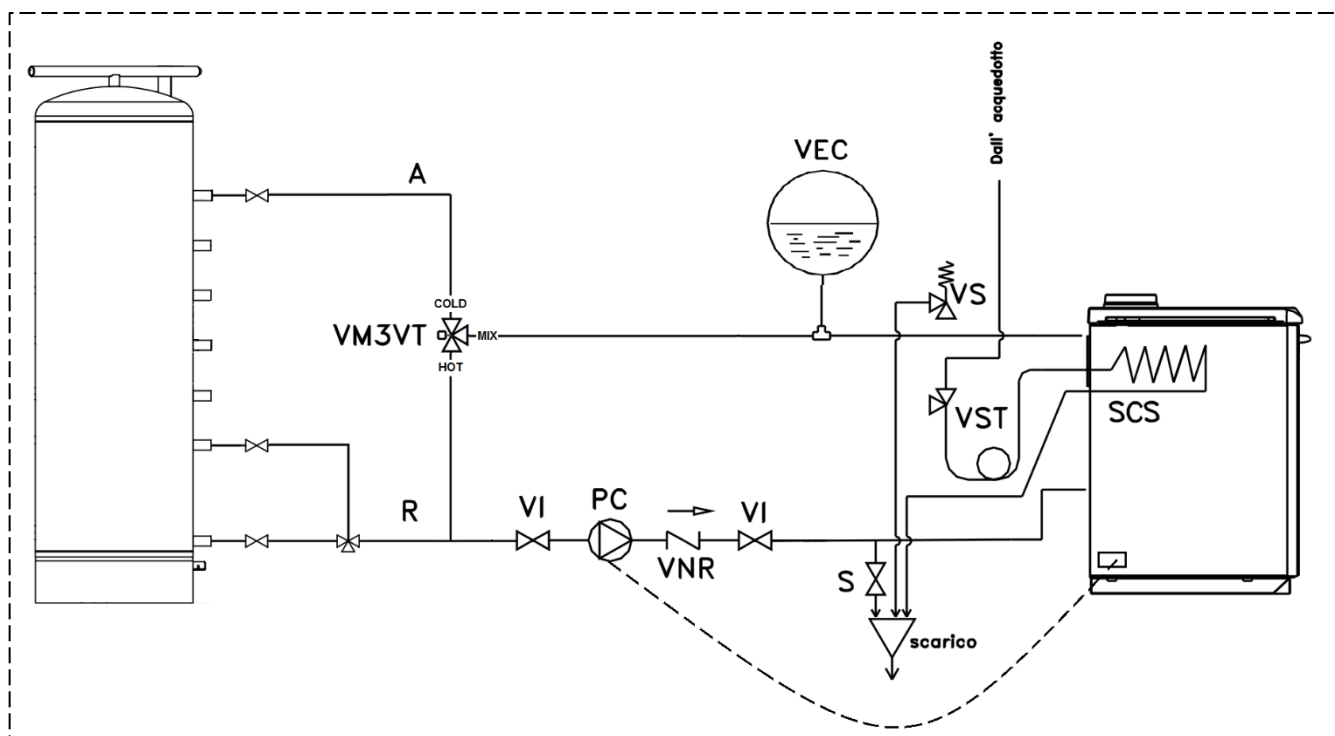 Dall' acquedotto
VEC
A
VS
COLD
VM3VT
MIX
HOT
VST
SCS
R
VI
PC
VNR
VI
S
scarico